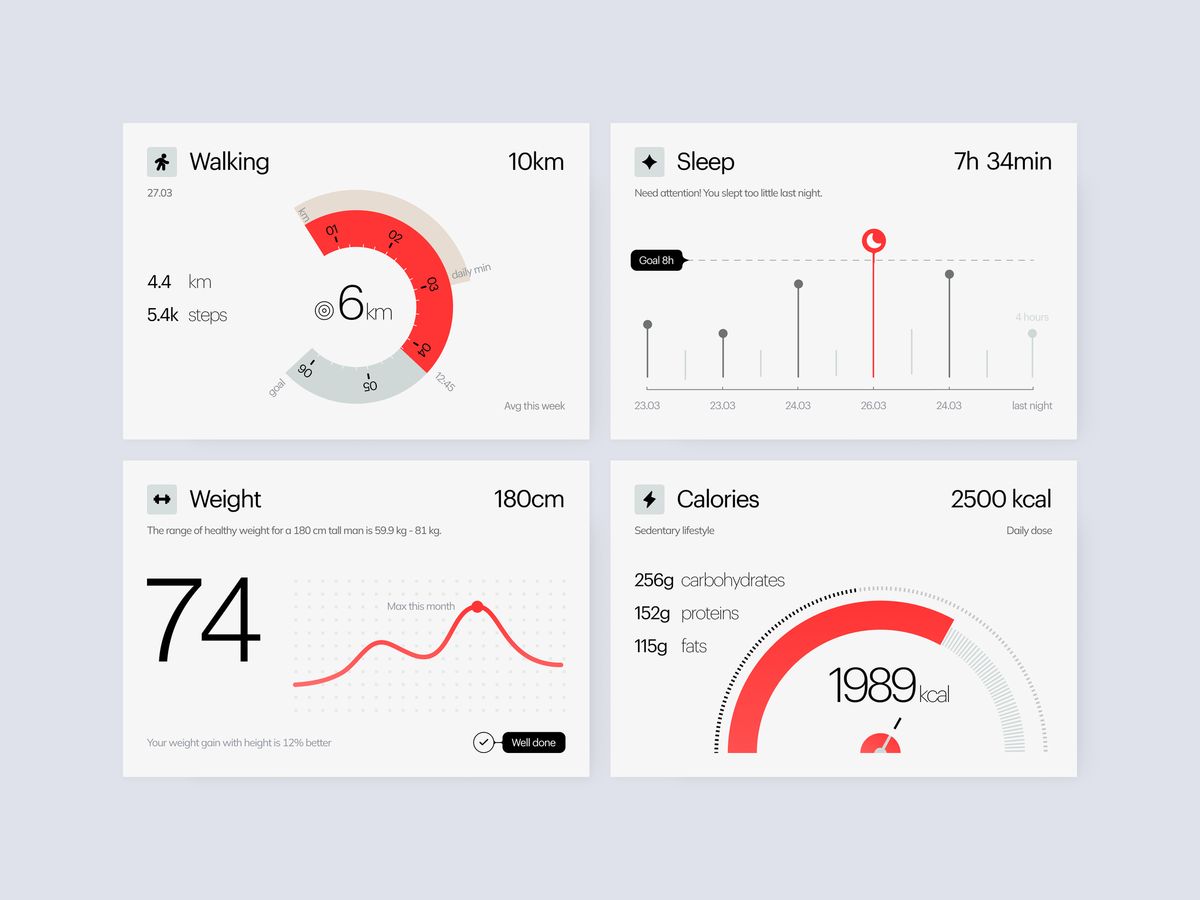 Walking 10km
27.03
km
01
02
03
04
05
06
daily min
12:45
goal
4.4 km
5.4k steps
6km
Avg this week
Sleep 7h 34min
Need attention! You slept too little last night.
Goal 8h
4 hours
23.03 23.03 24.03 26.03 24.03 last night
Weight 180cm
The range of healthy weight for a 180 cm tall man is 59.9 kg - 81 kg.
74
Max this month
Your weight gain with height is 12% better
Well done
Calories 2500 kcal
Sedentary lifestyle Daily dose
256g carbohydrates
152g proteins
115g fats
1989kcal